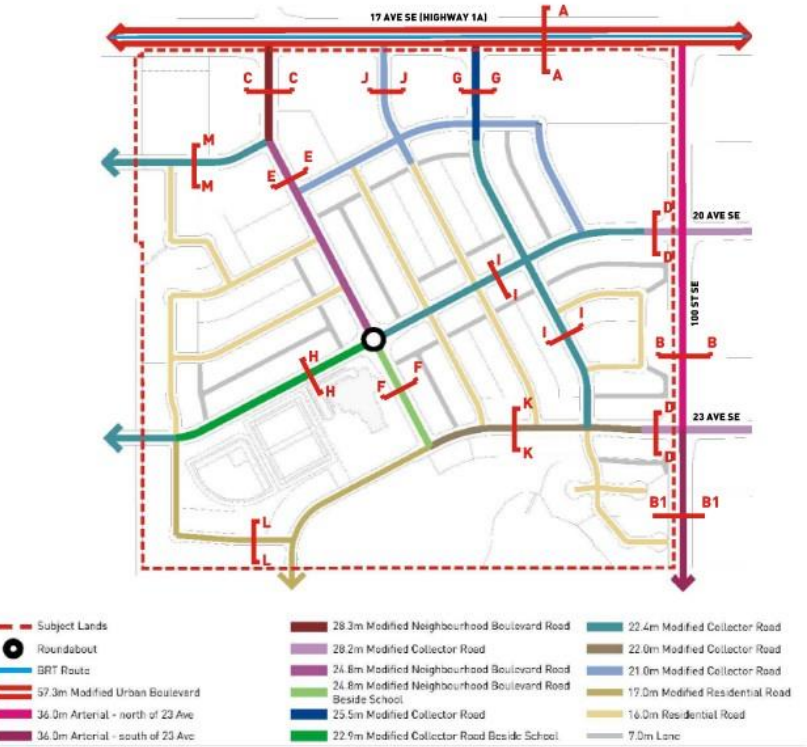 17 AVE SE (HIGHWAY 1A)
A
A
C C
J J
G G
M
M
E
E
D
20 AVE SE
D
I
I
I
I
100 ST SE
B B
H
H
F
F
K
K
D
23 AVE SE
D
B1 B1
L
L
Subject Lands
Roundabout
BRT Route
57.3m Modified Urban Boulevard
36.0m Arterial - north of 23 Ave
36.0m Arterial - south of 23 Ave
28.3m Modified Neighbourhood Boulevard Road
28.2m Modified Collector Road
24.8m Modified Neighbourhood Boulevard Road
24.8m Modified Neighbourhood Boulevard Road
Beside School
25.5m Modified Collector Road
22.9m Modified Collector Road Beside School
22.4m Modified Collector Road
22.0m Modified Collector Road
21.0m Modified Collector Road
17.0m Modified Residential Road
16.0m Residential Road
7.0m Lane